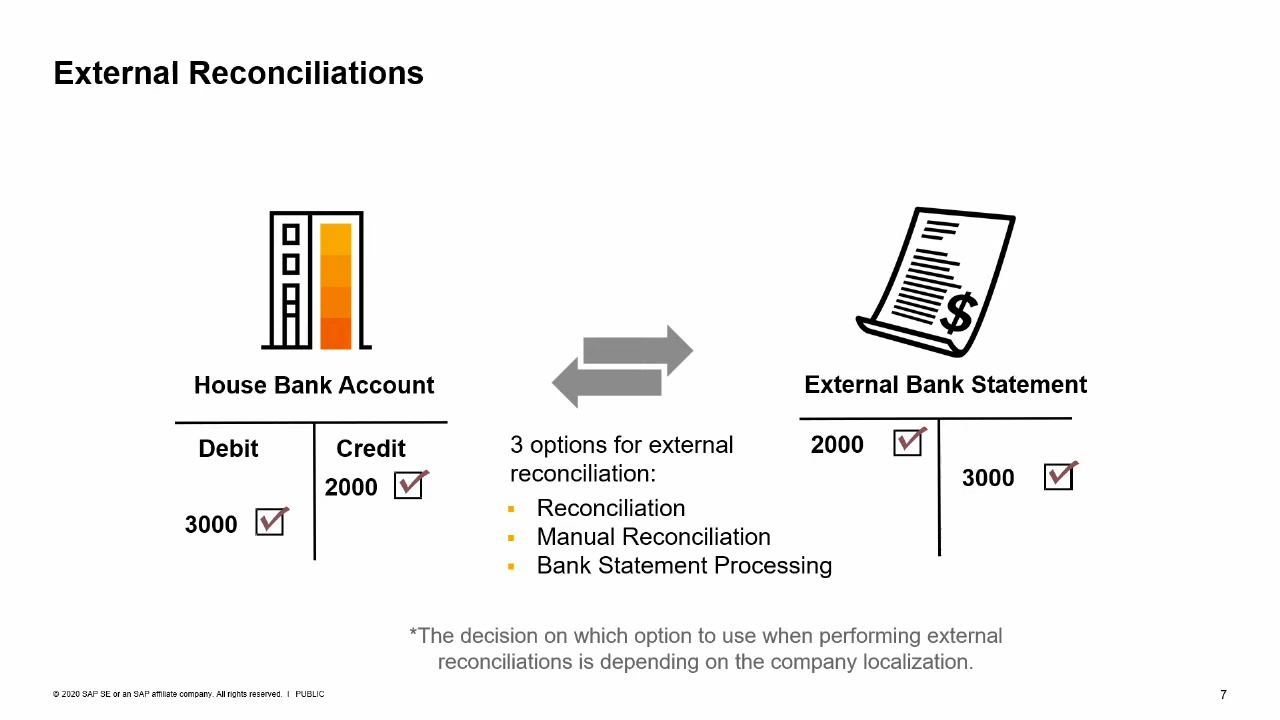 External Reconciliations
$
House Bank Account
External Bank Statement
Debit
Credit
2000
3000
3 options for external
reconciliation:
▪ Reconciliation
▪ Manual Reconciliation
▪ Bank Statement Processing
2000
3000
*The decision on which option to use when performing external
reconciliations is depending on the company localization.
© 2020 SAP SE or an SAP affiliate company. All rights reserved. | PUBLIC
7